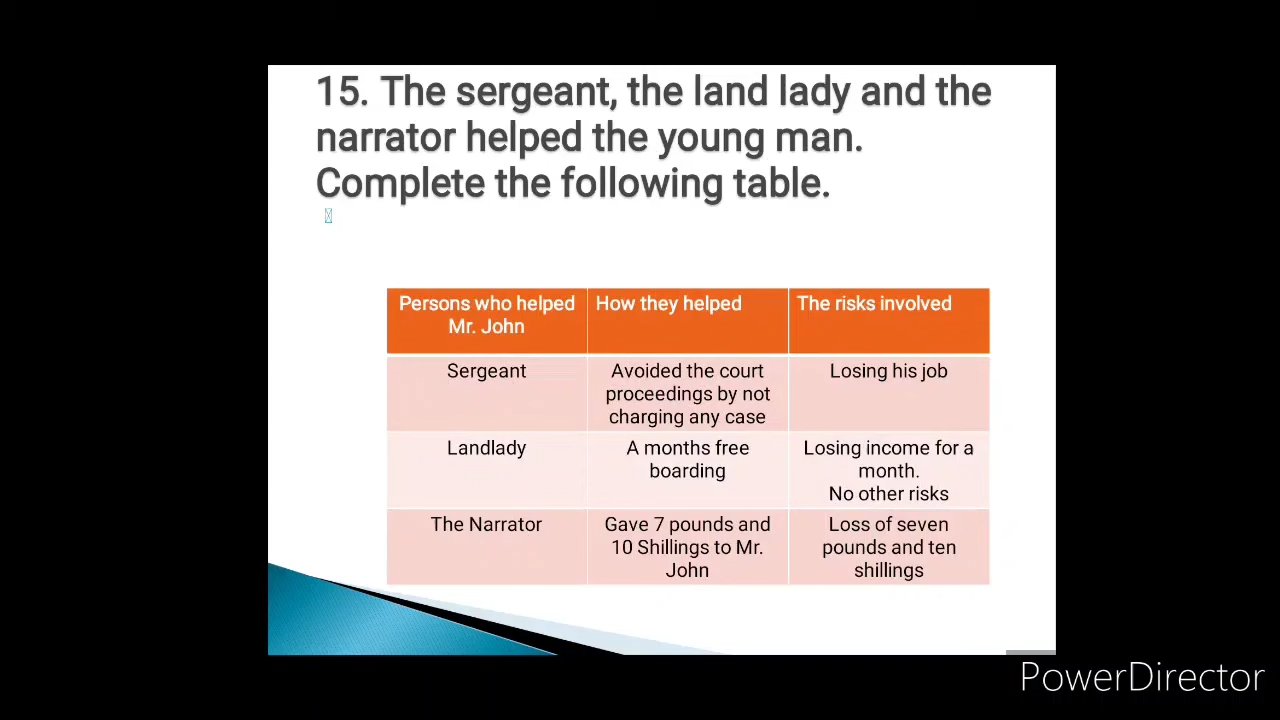 15. The sergeant, the land lady and the
narrator helped the young man.
Complete the following table.
Persons who helped
Mr. John
How they helped
The risks involved
Sergeant
Avoided the court
proceedings by not
charging any case
Losing his job
Landlady
A months free
boarding
Losing income for a
month.
No other risks
The Narrator
Gave 7 pounds and
10 Shillings to Mr.
John
Loss of seven
pounds and ten
shillings
PowerDirector